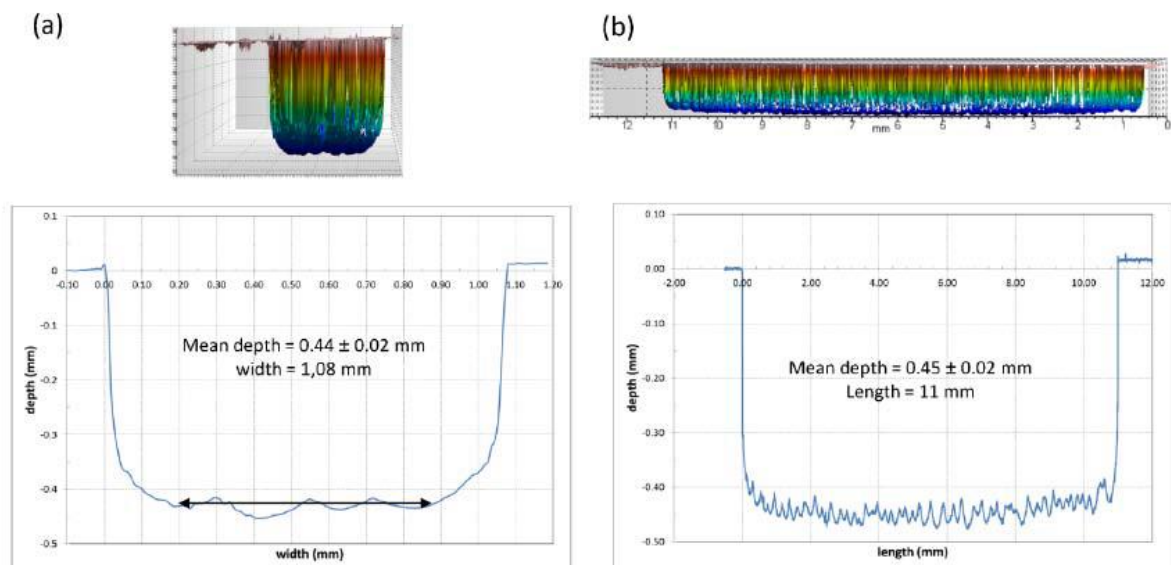 (a)
(b)
12 11 10 9 8 7 6 5 4 3 2 1 0
mm
0.1
0
-0.1
-0.2
-0.3
-0.4
-0.5
-0.10 0.00 0.10 0.20 0.30 0.40 0.50 0.60 0.70 0.80 0.90 1.00 1.10 1.20
depth (mm)
Mean depth = 0.44 ± 0,02 mm
width = 1,08 mm
width (mm)
0.10
0.00
-0.10
-0.20
-0.30
-0.40
-0.50
-2.00 0.00 2.00 4.00 6.00 8.00 10.00 12.00
depth (mm)
Mean depth = 0.45 ± 0.02 mm
Length = 11 mm
length (mm)